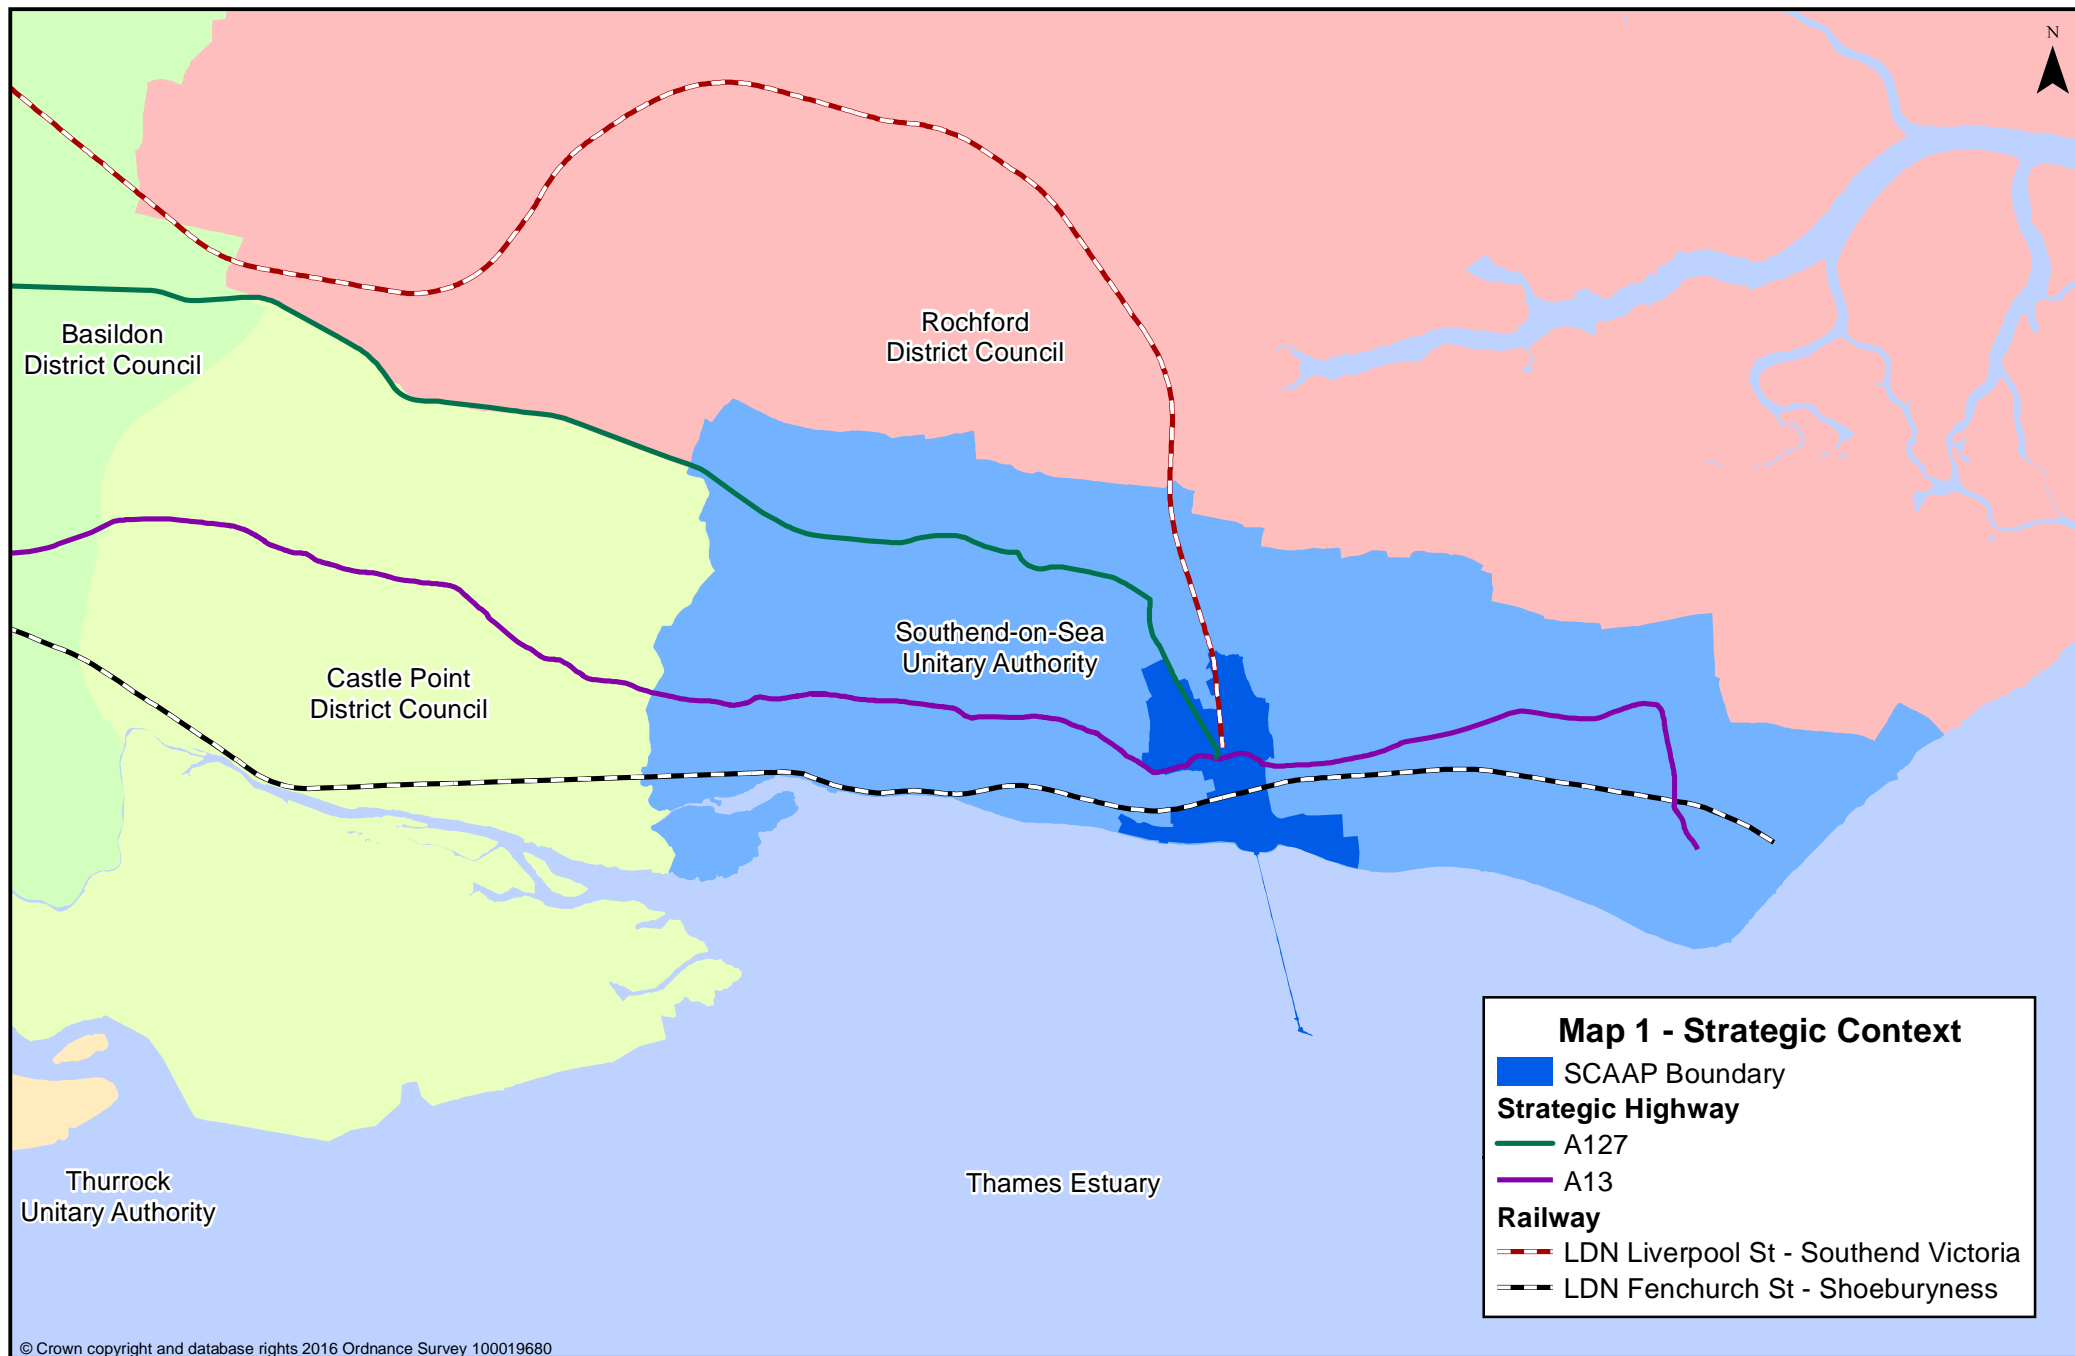 N
Basildon
District Council
Rochford
District Council
Southend-on-Sea
Unitary Authority
Castle Point
District Council
Thurrock
Unitary Authority
Thames Estuary
Map 1 - Strategic Context
SCAAP Boundary
Strategic Highway
A127
A13
Railway
LDN Liverpool St - Southend Victoria
LDN Fenchurch St - Shoeburyness
© Crown copyright and database rights 2016 Ordnance Survey 100019680